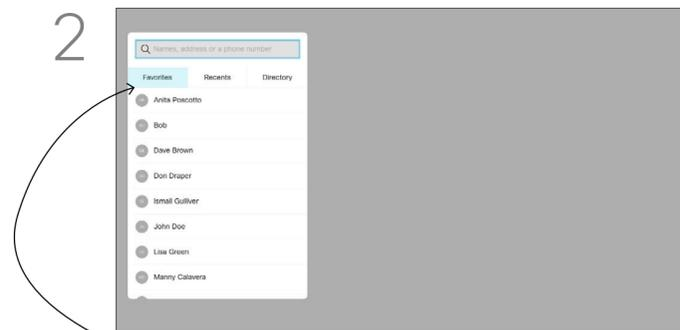 2
Names, address or a phone number
Favorites Recents Directory
Anita Poscotto
Bob
Dave Brown
Don Draper
Ismail Gulliver
John Doe
Lisa Green
Manny Calavera